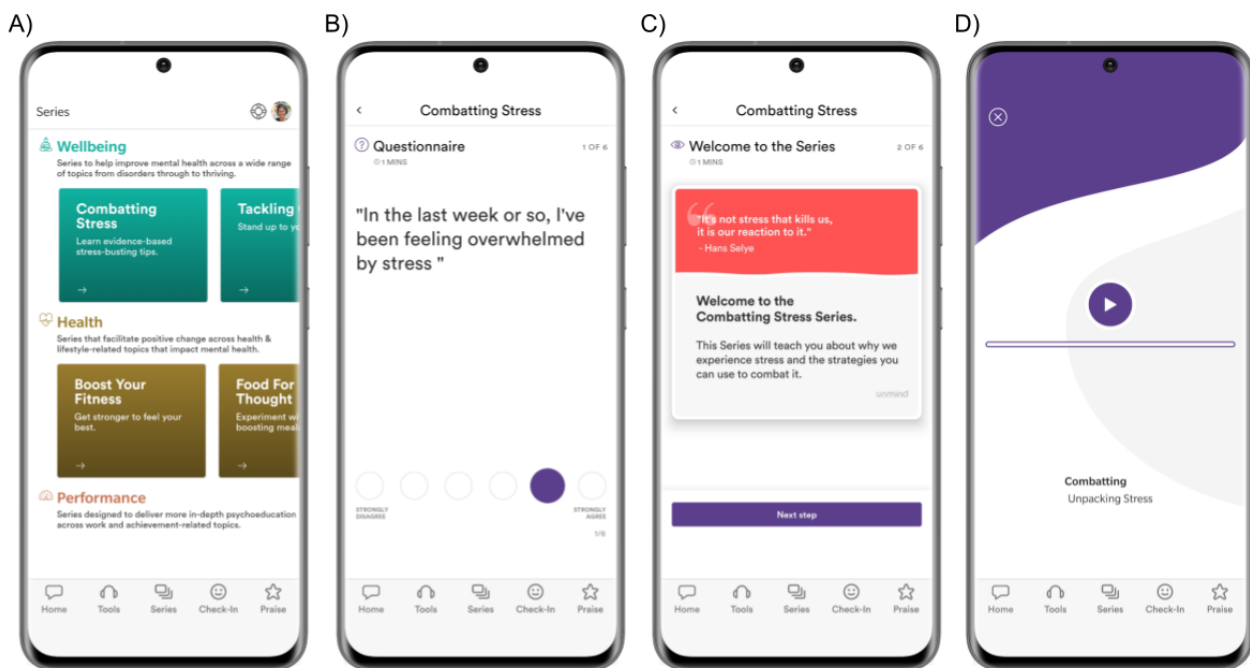 A)
Series
Wellbeing
Series to help improve mental health across a wide range
of topics from disorders through to thriving.
Combatting
Stress
Learn evidence-based
stress-busting tips.
→
Tackling
Stand up to
→
Health
Series that facilitate positive change across health &
lifestyle-related topics that impact mental health.
Boost Your
Fitness
Get stronger to feel your
best.
→
Food For
Thought
Experiment
boosting
→
Performance
Series designed to deliver more in-depth psychoeducation
across work and achievement-related topics.
Home Tools Series Check-In Praise
B)
< Combatting Stress
Questionnaire 1 OF 6
1 MINS
"In the last week or so, I've
been feeling overwhelmed
by stress "
STRONGLY
DISAGREE
STRONGLY
AGREE
1/6
Home Tools Series Check-In Praise
C)
< Combatting Stress
Welcome to the Series 2 OF 6
1 MINS
"It's not stress that kills us,
it is our reaction to it."
- Hans Selye
Welcome to the
Combatting Stress Series.
This Series will teach you about why we
experience stress and the strategies you
can use to combat it.
unmind
Next step
Home Tools Series Check-In Praise
D)
Combatting
Unpacking Stress
Home Tools Series Check-In Praise